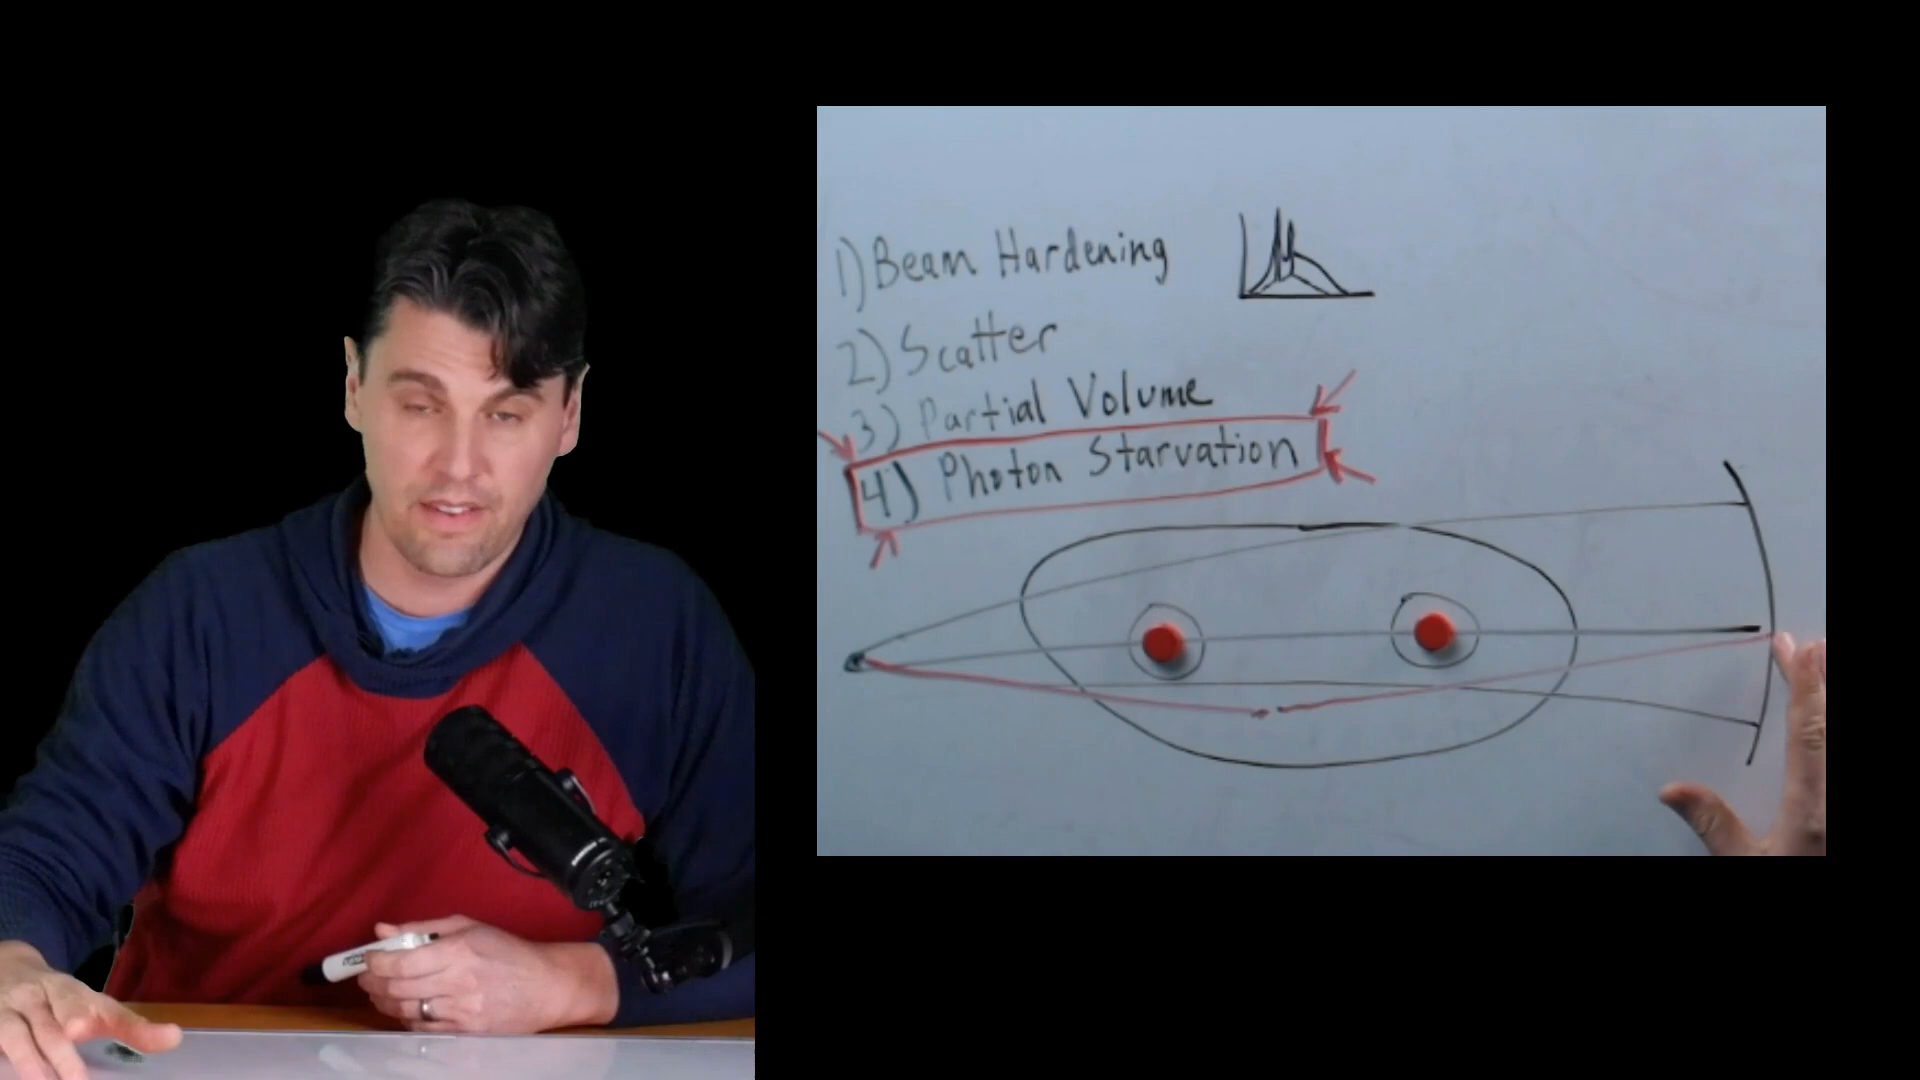 1) Beam Hardening
2) Scatter
3) Partial Volume
4) Photon Starvation